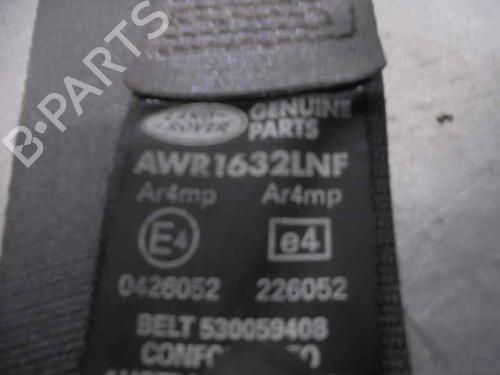 LAND
ROVER
GENUINE
PARTS
AWR1632LNF
Ar4mp Ar4mp
E4 e4
0426052 226052
BELT 530059408
B-PARTS